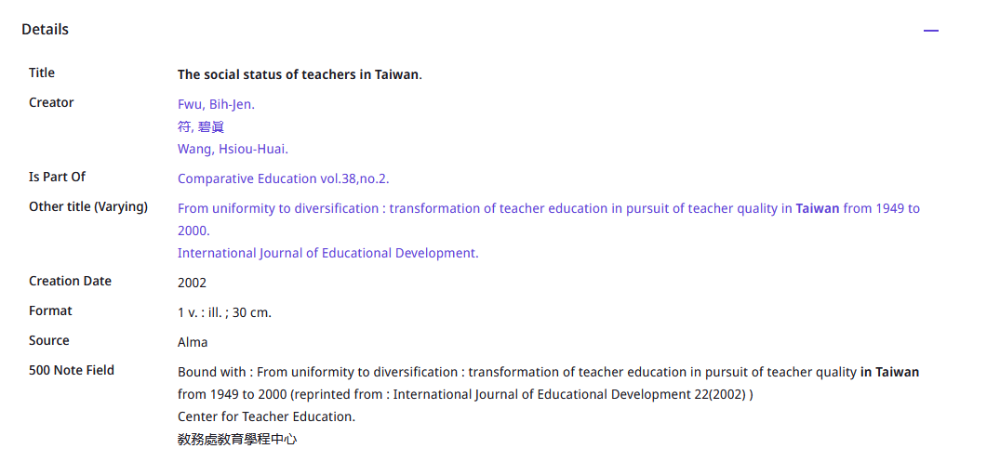 Details
Title
The social status of teachers in Taiwan.
Creator
Fwu, Bih-Jen.
符, 碧眞
Wang, Hsiou-Huai.
Is Part Of
Comparative Education vol.38,no.2.
Other title (Varying)
From uniformity to diversification : transformation of teacher education in pursuit of teacher quality in Taiwan from 1949 to
2000.
International Journal of Educational Development.
Creation Date
2002
Format
1 v. : ill. ; 30 cm.
Source
Alma
500 Note Field
Bound with : From uniformity to diversification : transformation of teacher education in pursuit of teacher quality in Taiwan
from 1949 to 2000 (reprinted from : International Journal of Educational Development 22(2002) )
Center for Teacher Education.
敎務處敎育學程中心